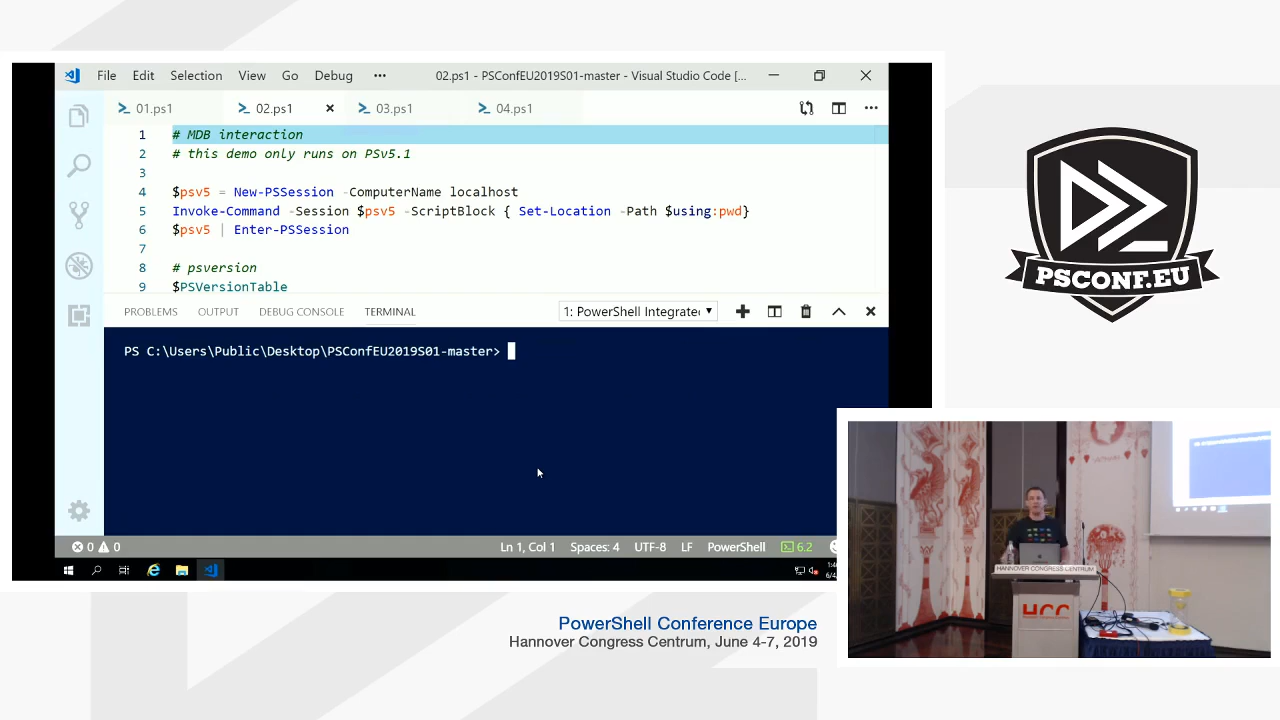 File Edit Selection View Go Debug ••• 02.ps1 - PSConfEU2019S01-master - Visual Studio Code [...
01.ps1 02.ps1 03.ps1 04.ps1
1 # MDB interaction
2 # this demo only runs on PSv5.1
3
4 $psv5 = New-PSSession -ComputerName localhost
5 Invoke-Command -Session $psv5 -ScriptBlock { Set-Location -Path $using:pwd}
6 $psv5 | Enter-PSSession
7
8 # psversion
9 $PSVersionTable
PROBLEMS OUTPUT DEBUG CONSOLE TERMINAL 1: PowerShell Integrate
PS C:\Users\Public\Desktop\PSConfEU2019S01-master>
0 0 Ln 1, Col 1 Spaces: 4 UTF-8 LF PowerShell 6.2
PSCONF.EU
HANNOVER CONGRESS CENTRUM
HCC
PowerShell Conference Europe
Hannover Congress Centrum, June 4-7, 2019